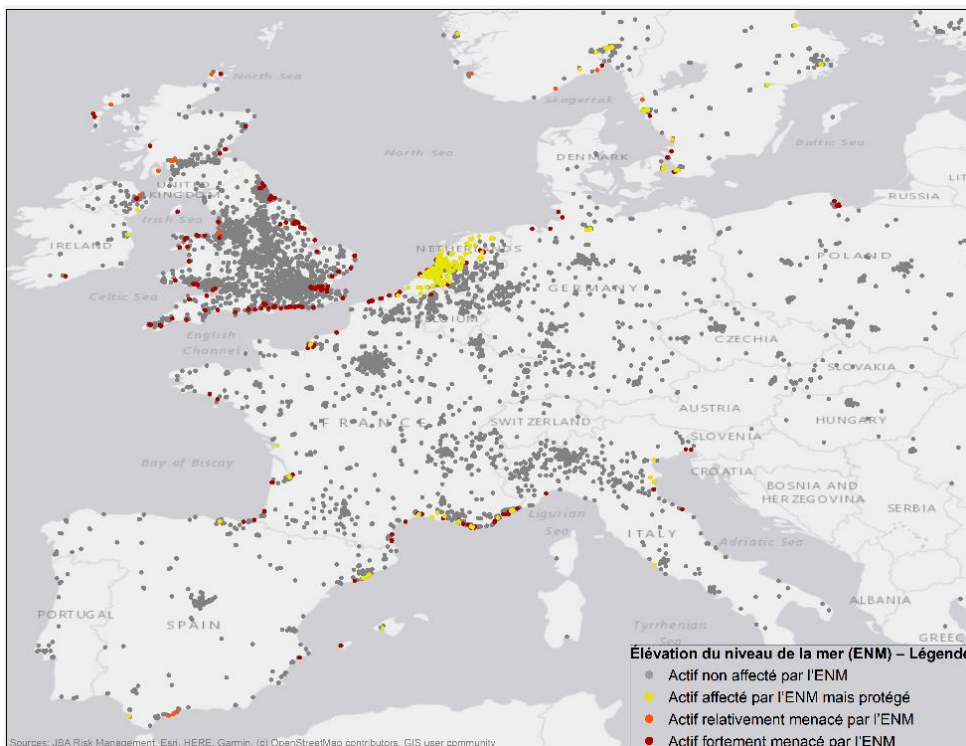 North Sea
Skagerrak
Baltic Sea
North Sea
DENMARK
UNITED
KINGDOM
LIT
RUSSIA
Irish Sea
IRELAND
NETHERLANDS
POLAND
GERMANY
Celtic Sea
English
Channel
CZECHIA
SLOVAKIA
FRANCE
SWITZERLAND
AUSTRIA
HUNGARY
SLOVENIA
CROATIA
Bay of Biscay
BOSNIA AND
HERZEGOVINA
SERBIA
Ligurian
Sea
ITALY
Adriatic Sea
PORTUGAL
SPAIN
ALBANIA
Tyrrhenian
Sea
GREEC
Élévation du niveau de la mer (ENM) – Légende
Actif non affecté par l'ENM
Actif affecté par l'ENM mais protégé
Actif relativement menacé par l'ENM
Actif fortement menacé par l'ENM
Sources: JBA Risk Management, Esri, HERE, Garmin, (c) OpenStreetMap contributors, GIS user community